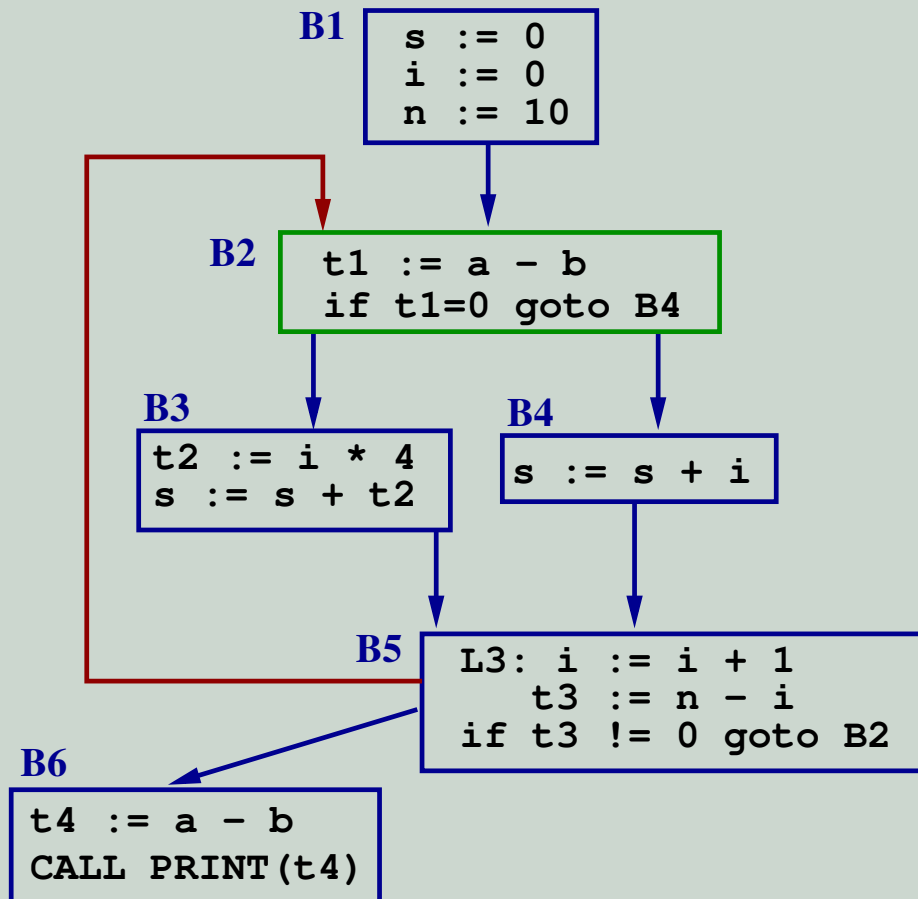 B1
s := 0
i := 0
n := 10
B2
t1 := a − b
if t1=0 goto B4
B3
t2 := i * 4
s := s + t2
B4
s := s + i
B5
L3: i := i + 1
t3 := n − i
if t3 != 0 goto B2
B6
t4 := a − b
CALL PRINT(t4)